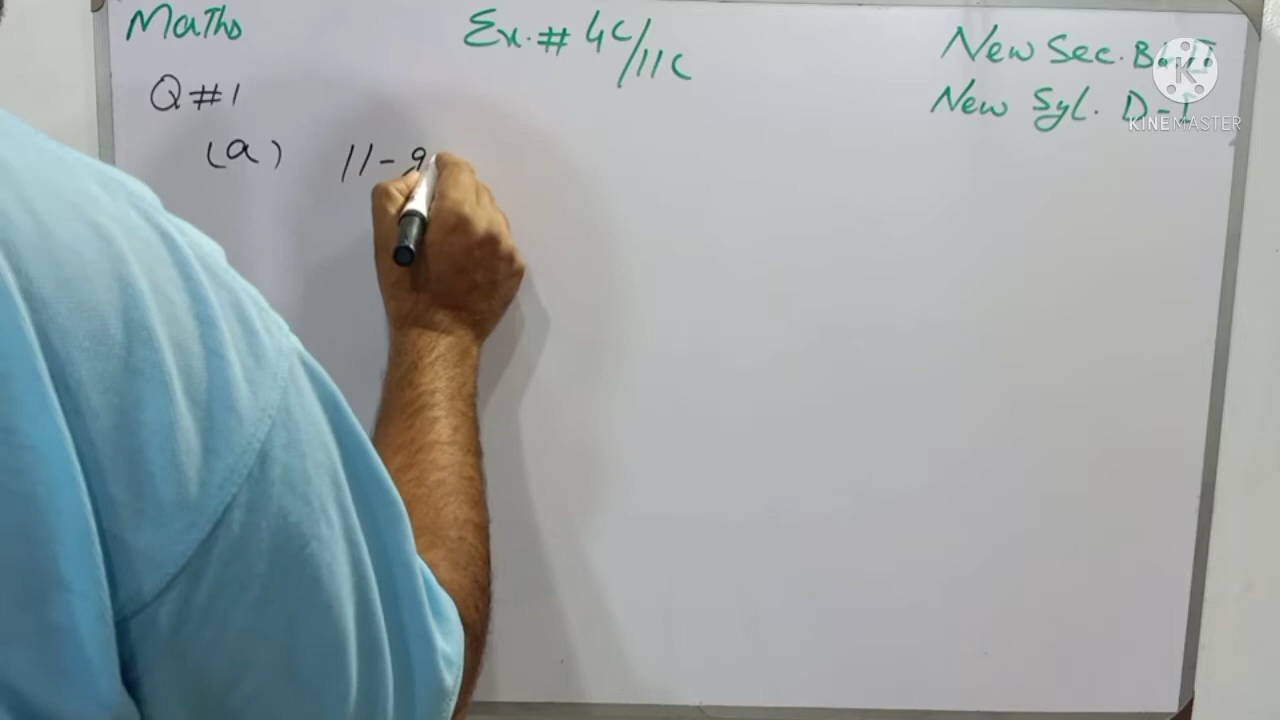 Maths
Ex. # 4C/11C
New Sec. B
New Syl. D-1
Q#1
(a) 11-9
KINEMASTER